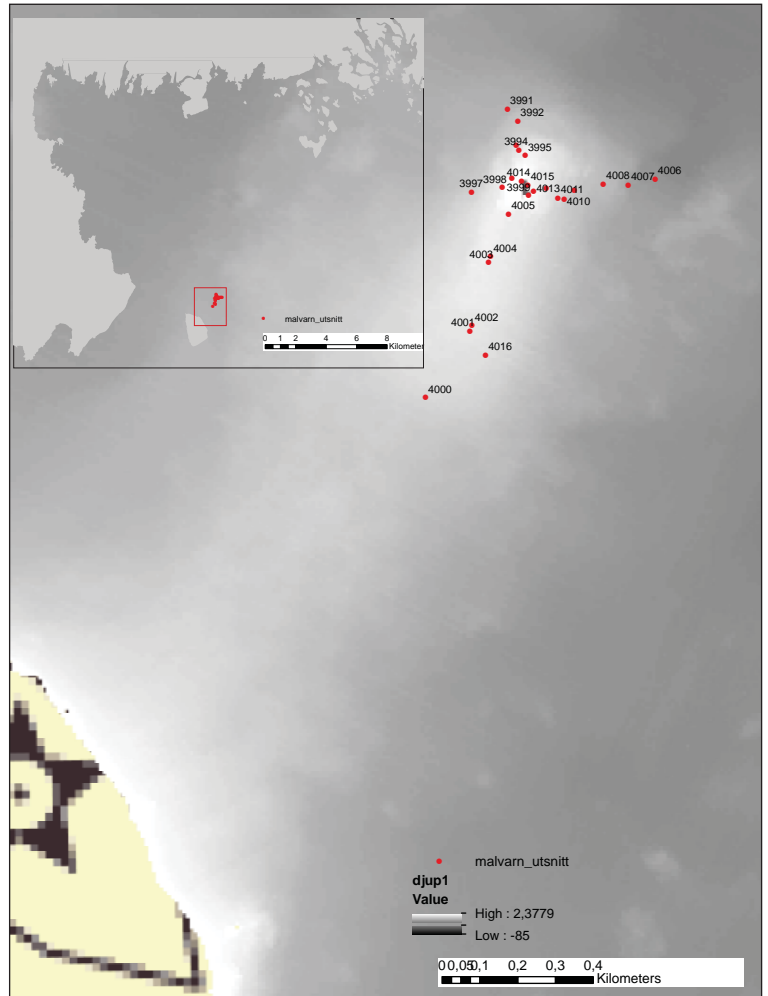 malvarn_utsnitt
0 1 2 4 6 8
Kilometers
3991
3992
3994
3995
4014
4015
3998
3997
3999
4013
4011
4010
4008
4007
4006
4005
4004
4003
4002
4001
4016
4000
malvarn_utsnitt
djup1
Value
High : 2,3779
Low : -85
0 0,05 0,1 0,2 0,3 0,4
Kilometers